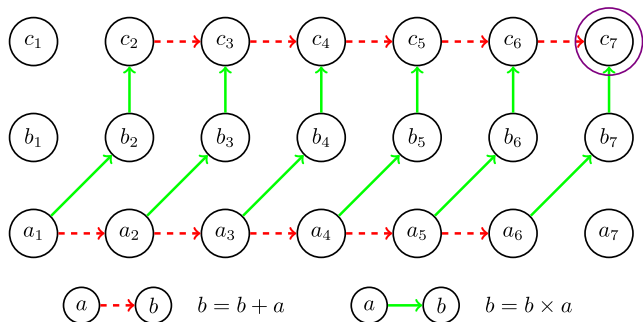 c₁ c₂ c₃ c₄ c₅ c₆ c₇
b₁ b₂ b₃ b₄ b₅ b₆ b₇
a₁ a₂ a₃ a₄ a₅ a₆ a₇
a b b = b + a a b b = b × a